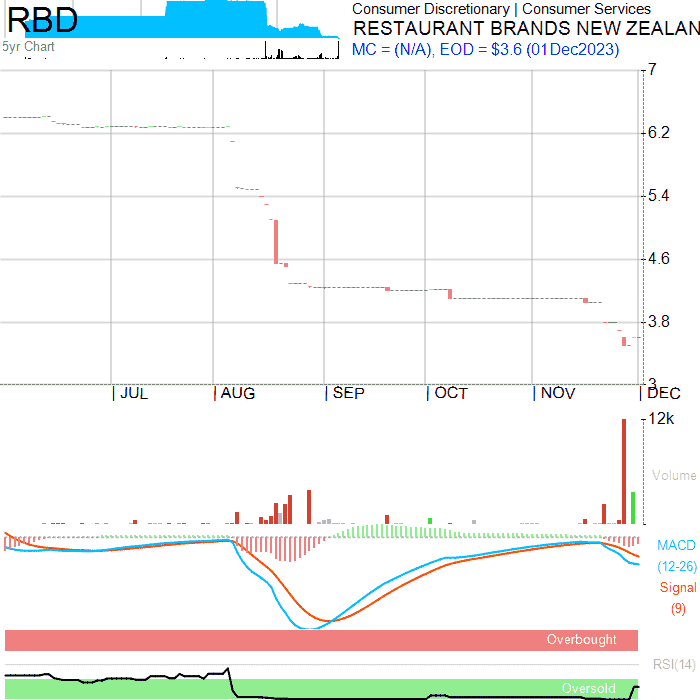 RBD
Consumer Discretionary | Consumer Services
RESTAURANT BRANDS NEW ZEALAN
5yr Chart
MC = (N/A), EOD = $3.6 (01Dec2023)
7
6.2
5.4
4.6
3.8
3
| JUL | AUG | SEP | OCT | NOV | DEC
12k
Volume
MACD
(12-26)
Signal
(9)
Overbought
RSI(14)
Oversold